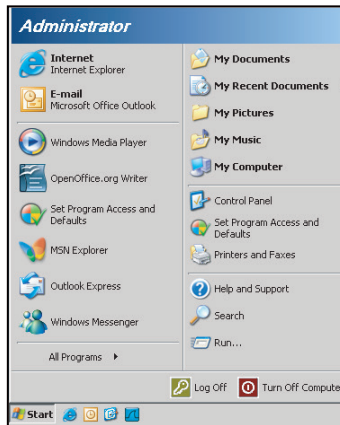 Administrator
Internet
Internet Explorer
E-mail
Microsoft Office Outlook
Windows Media Player
OpenOffice.org Writer
Set Program Access and
Defaults
MSN Explorer
Outlook Express
Windows Messenger
All Programs
My Documents
My Recent Documents
My Pictures
My Music
My Computer
Control Panel
Set Program Access and
Defaults
Printers and Faxes
Help and Support
Search
Run...
Log Off
Turn Off Compute
Start